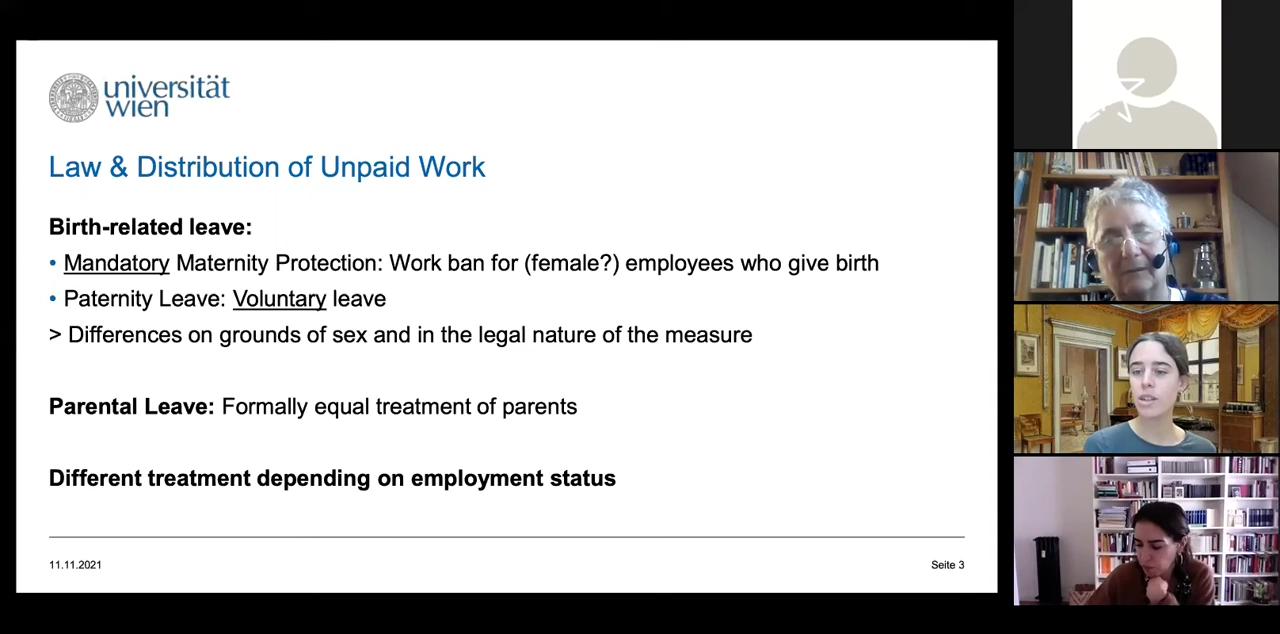 universität
wien
Law & Distribution of Unpaid Work
Birth-related leave:
• Mandatory Maternity Protection: Work ban for (female?) employees who give birth
• Paternity Leave: Voluntary leave
> Differences on grounds of sex and in the legal nature of the measure
Parental Leave: Formally equal treatment of parents
Different treatment depending on employment status
11.11.2021
Seite 3